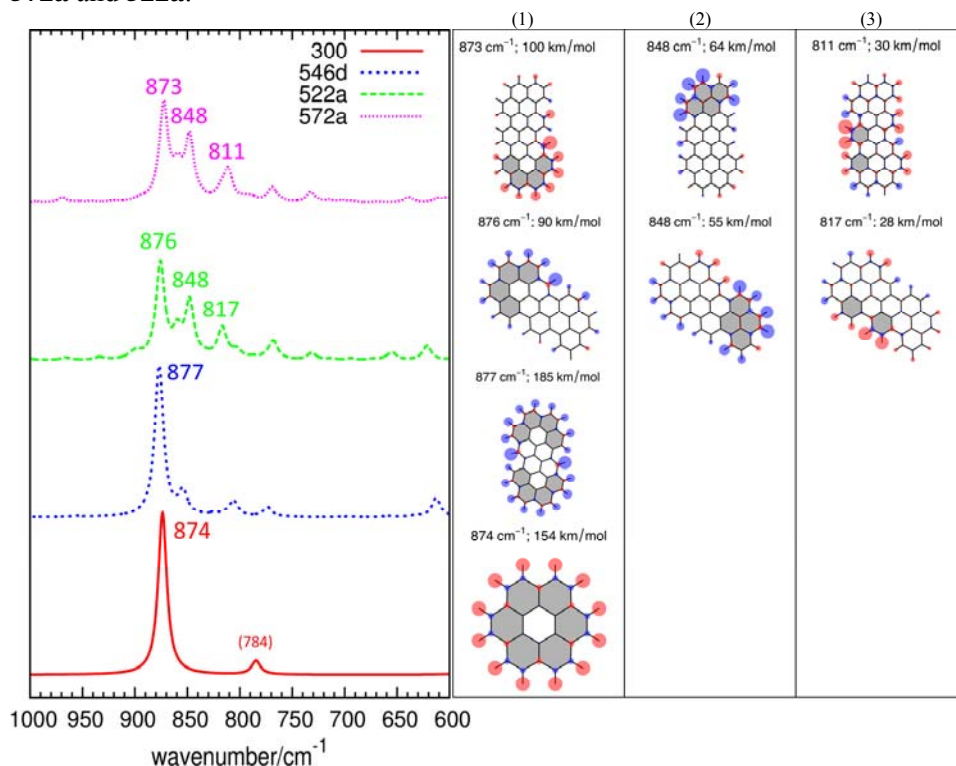 572a and 522a.
(1) (2) (3)
300
546d
522a
572a
873
848
811
876
848
817
877
874
(784)
1000 950 900 850 800 750 700 650 600
wavenumber/cm⁻¹
873 cm⁻¹; 100 km/mol
848 cm⁻¹; 64 km/mol
811 cm⁻¹; 30 km/mol
876 cm⁻¹; 90 km/mol
848 cm⁻¹; 55 km/mol
817 cm⁻¹; 28 km/mol
877 cm⁻¹; 185 km/mol
874 cm⁻¹; 154 km/mol